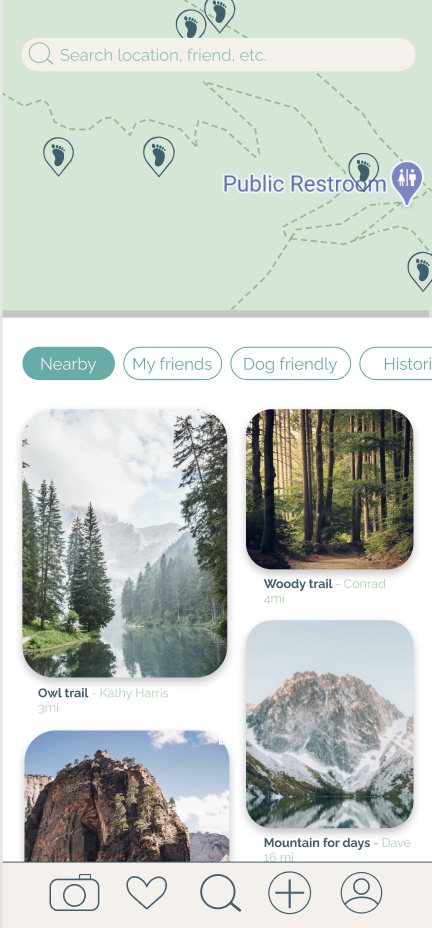 Search location, friend, etc.
Public Restroom
Nearby
My friends
Dog friendly
Histori
Woody trail - Conrad
4mi
Owl trail - Kathy Harris
3mi
Mountain for days - Dave
16 mi